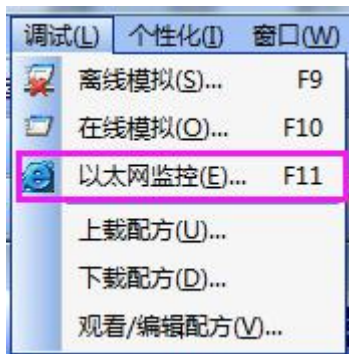 调试(L) 个性化(I) 窗口(W)
离线模拟(S)... F9
在线模拟(O)... F10
以太网监控(E)... F11
上载配方(U)...
下载配方(D)...
观看/编辑配方(V)...